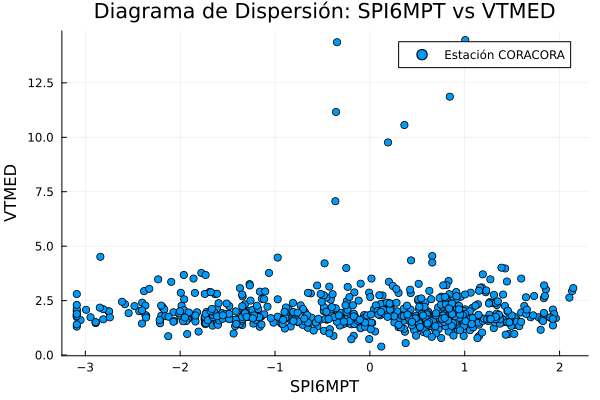 Diagrama de Dispersión: SPI6MPT vs VTMED
Estación CORACORA
VTMED
12.5
10.0
7.5
5.0
2.5
0.0
−3 −2 −1 0 1 2
SPI6MPT